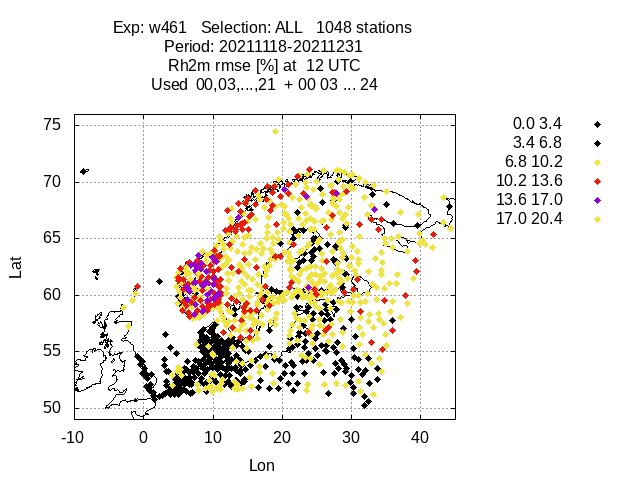 Exp: w461 Selection: ALL 1048 stations
Period: 20211118-20211231
Rh2m rmse [%] at 12 UTC
Used 00,03,...,21 + 00 03 ... 24
75
70
65
60
55
50
-10 0 10 20 30 40
Lat
Lon
0.0 3.4
3.4 6.8
6.8 10.2
10.2 13.6
13.6 17.0
17.0 20.4